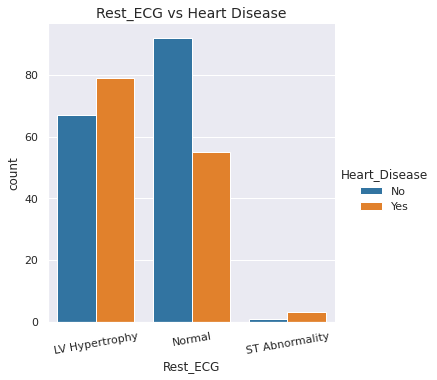 Rest_ECG vs Heart Disease
count
80
60
40
20
0
LV Hypertrophy
Normal
ST Abnormality
Rest_ECG
Heart_Disease
No
Yes